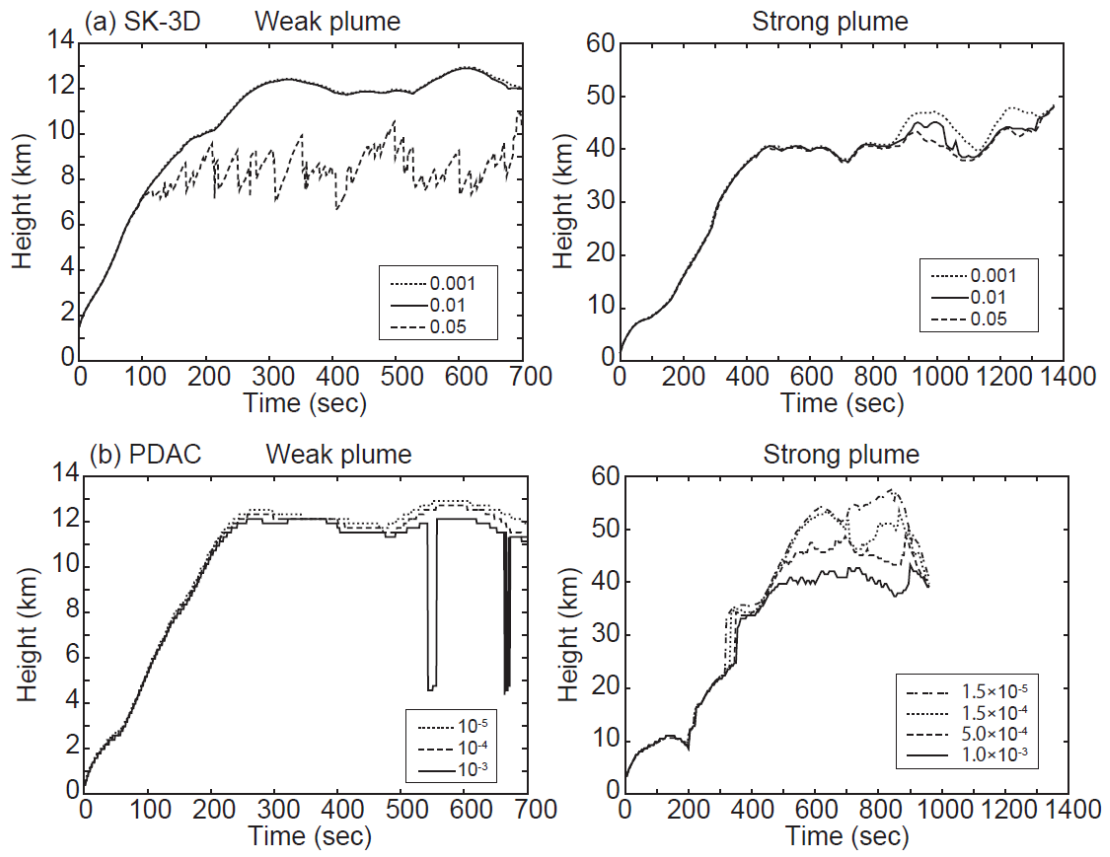 (a) SK-3D Weak plume
14
12
10
8
6
4
2
0
Height (km)
0.001
0.01
0.05
0 100 200 300 400 500 600 700
Time (sec)
Strong plume
60
50
40
30
20
10
0
Height (km)
0.001
0.01
0.05
0 200 400 600 800 1000 1200 1400
Time (sec)
(b) PDAC Weak plume
14
12
10
8
6
4
2
0
Height (km)
10⁻⁵
10⁻⁴
10⁻³
0 100 200 300 400 500 600 700
Time (sec)
Strong plume
60
50
40
30
20
10
0
Height (km)
1.5×10⁻⁵
1.5×10⁻⁴
5.0×10⁻⁴
1.0×10⁻³
0 200 400 600 800 1000 1200 1400
Time (sec)